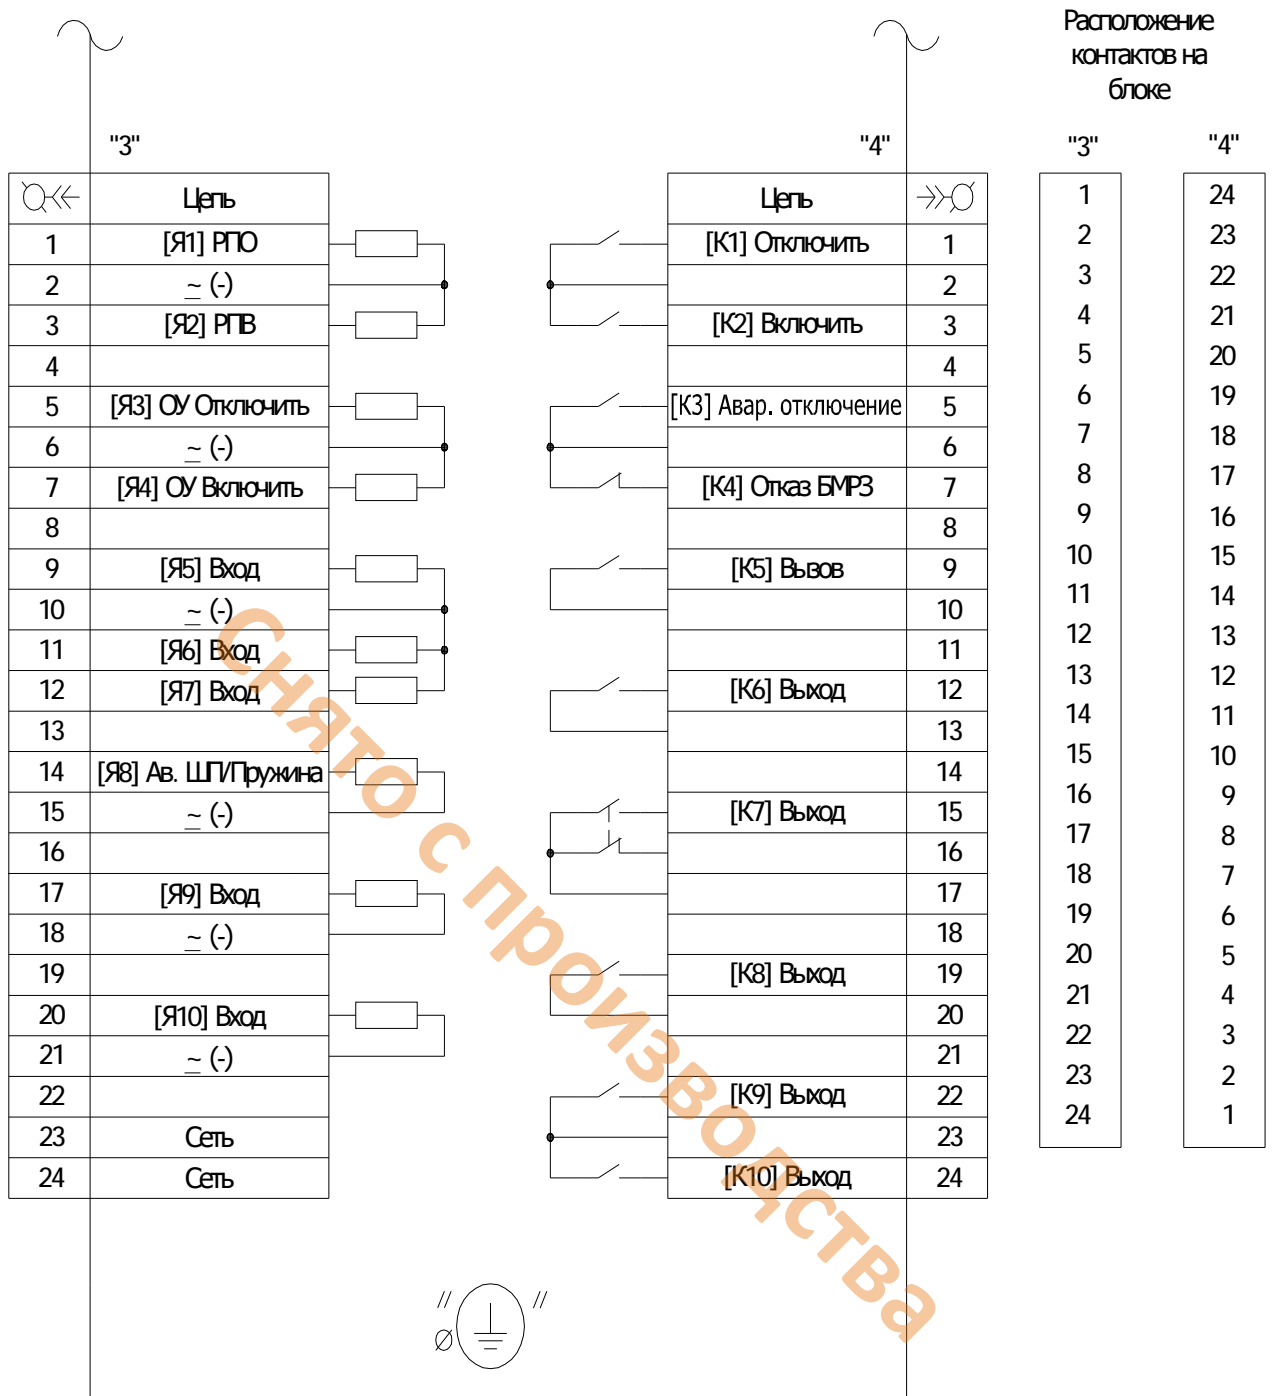 Расположение
контактов на
блоке
"3"
"4"
"3"
"4"
Цепь
1 [Я1] РПО
2 ~ (-)
3 [Я2] РПВ
4
5 [Я3] ОУ Отключить
6 ~ (-)
7 [Я4] ОУ Включить
8
9 [Я5] Вход
10 ~ (-)
11 [Я6] Вход
12 [Я7] Вход
13
14 [Я8] Ав. ШП/Пружина
15 ~ (-)
16
17 [Я9] Вход
18 ~ (-)
19
20 [Я10] Вход
21 ~ (-)
22
23 Сеть
24 Сеть
Цепь
[К1] Отключить 1
2
[К2] Включить 3
4
[К3] Авар. отключение 5
6
[К4] Отказ БМРЗ 7
8
[К5] Вызов 9
10
11
[К6] Выход 12
13
14
[К7] Выход 15
16
17
18
[К8] Выход 19
20
21
[К9] Выход 22
23
[К10] Выход 24
1 24
2 23
3 22
4 21
5 20
6 19
7 18
8 17
9 16
10 15
11 14
12 13
13 12
14 11
15 10
16 9
17 8
18 7
19 6
20 5
21 4
22 3
23 2
24 1
Снято с производства